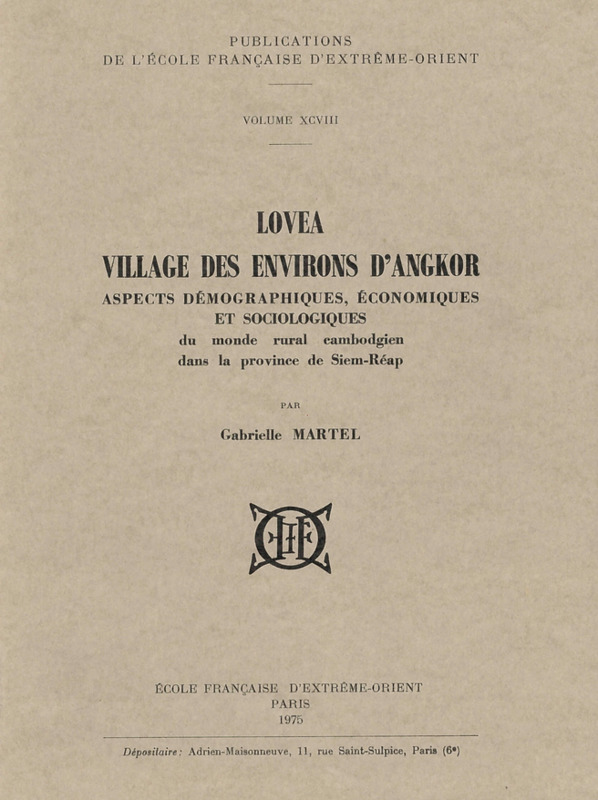 PUBLICATIONS
DE L'ÉCOLE FRANÇAISE D'EXTRÊME-ORIENT
VOLUME XCVIII
LOVEA
VILLAGE DES ENVIRONS D'ANGKOR
ASPECTS DÉMOGRAPHIQUES, ÉCONOMIQUES
ET SOCIOLOGIQUES
du monde rural cambodgien
dans la province de Siem-Réap
PAR
Gabrielle MARTEL
ÉCOLE FRANÇAISE D'EXTRÊME-ORIENT
PARIS
1975
Dépositaire : Adrien-Maisonneuve, 11, rue Saint-Sulpice, Paris (6e)